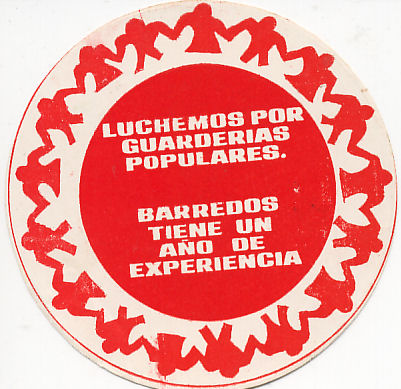 LUCHEMOS POR
GUARDERIAS
POPULARES.
BARREDOS
TIENE UN
AÑO DE
EXPERIENCIA